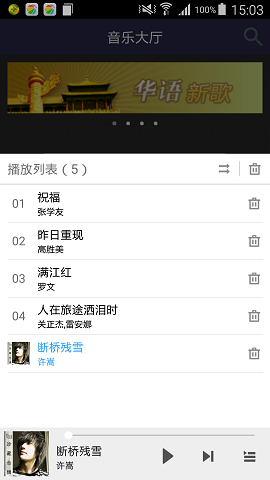 15:03
音乐大厅
华语新歌
播放列表（5）
01 祝福
张学友
02 昨日重现
高胜美
03 满江红
罗文
04 人在旅途洒泪时
关正杰,雷安娜
断桥残雪
许嵩
断桥残雪
许嵩